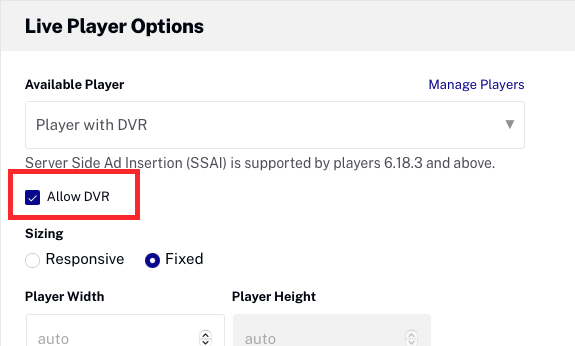 Live Player Options
Available Player
Manage Players
Player with DVR
Server Side Ad Insertion (SSAI) is supported by players 6.18.3 and above.
Allow DVR
Sizing
Responsive
Fixed
Player Width
Player Height
auto
auto